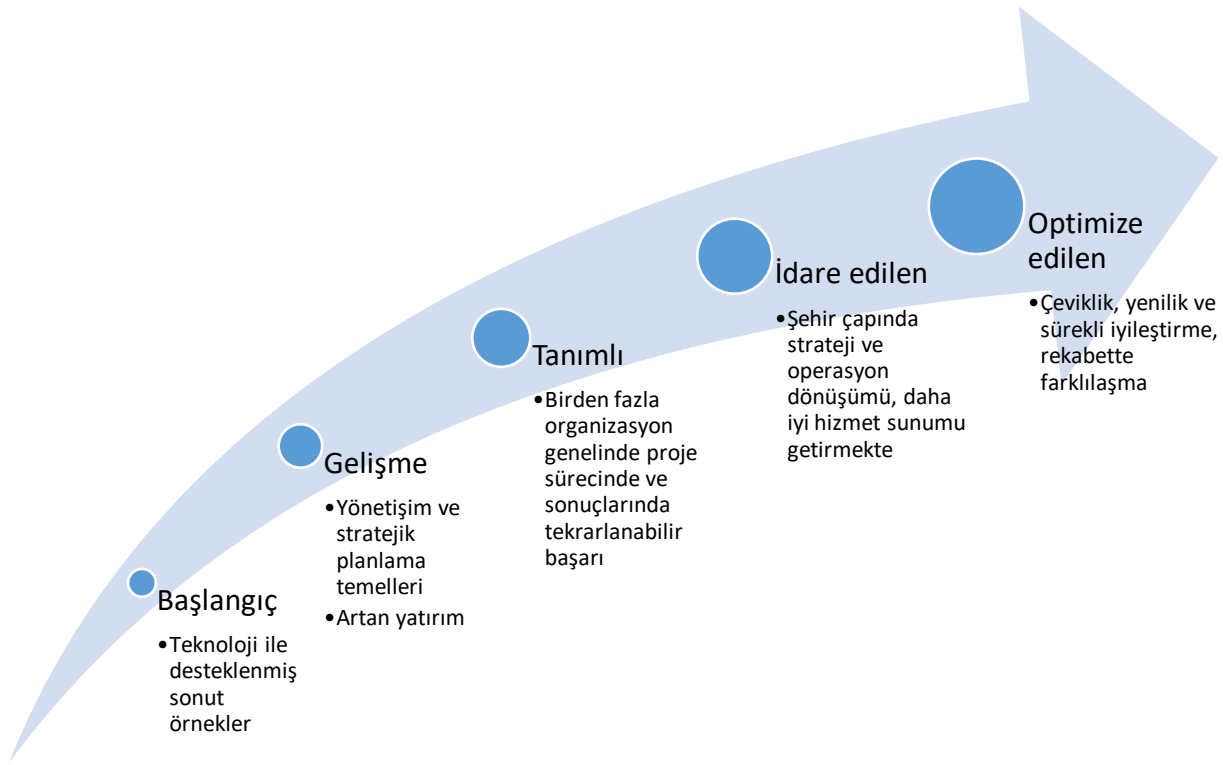 Başlangıç
•Teknoloji ile
desteklenmiş
sonut
örnekler
Gelişme
•Yönetişim ve
stratejik
planlama
temelleri
•Artan yatırım
Tanımlı
•Birden fazla
organizasyon
genelinde proje
sürecinde ve
sonuçlarında
tekrarlanabilir
başarı
İdare edilen
•Şehir çapında
strateji ve
operasyon
dönüşümü, daha
iyi hizmet sunumu
getirmekte
Optimize
edilen
•Çeviklik, yenilik ve
sürekli iyileştirme,
rekabette
farklılaşma